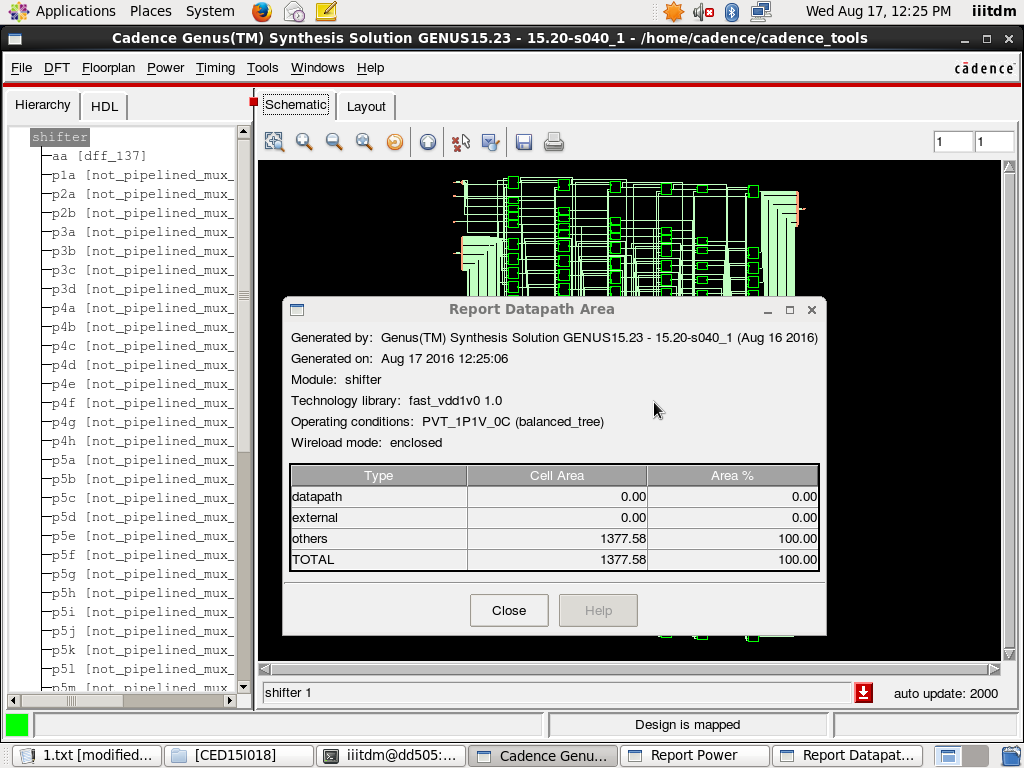 Applications Places System Wed Aug 17, 12:25 PM iiitdm
Cadence Genus(TM) Synthesis Solution GENUS15.23 - 15.20-s040_1 - /home/cadence/cadence_tools
File DFT Floorplan Power Timing Tools Windows Help cādence
Hierarchy HDL Schematic Layout
1 1
shifter
aa [dff_137]
p1a [not_pipelined_mux_
p2a [not_pipelined_mux_
p2b [not_pipelined_mux_
p3a [not_pipelined_mux_
p3b [not_pipelined_mux_
p3c [not_pipelined_mux_
p3d [not_pipelined_mux_
p4a [not_pipelined_mux_
p4b [not_pipelined_mux_
p4c [not_pipelined_mux_
p4d [not_pipelined_mux_
p4e [not_pipelined_mux_
p4f [not_pipelined_mux_
p4g [not_pipelined_mux_
p4h [not_pipelined_mux_
p5a [not_pipelined_mux_
p5b [not_pipelined_mux_
p5c [not_pipelined_mux_
p5d [not_pipelined_mux_
p5e [not_pipelined_mux_
p5f [not_pipelined_mux_
p5g [not_pipelined_mux_
p5h [not_pipelined_mux_
p5i [not_pipelined_mux_
p5j [not_pipelined_mux_
p5k [not_pipelined_mux_
p5l [not_pipelined_mux_
p5m [not_pipelined_mux_
Report Datapath Area
Generated by: Genus(TM) Synthesis Solution GENUS15.23 - 15.20-s040_1 (Aug 16 2016)
Generated on: Aug 17 2016 12:25:06
Module: shifter
Technology library: fast_vdd1v0 1.0
Operating conditions: PVT_1P1V_0C (balanced_tree)
Wireload mode: enclosed
Type Cell Area Area %
datapath 0.00 0.00
external 0.00 0.00
others 1377.58 100.00
TOTAL 1377.58 100.00
Close Help
shifter 1 auto update: 2000
Design is mapped
1.txt [modified... [CED15I018] iiitdm@dd505:... Cadence Genu... Report Power Report Datapat...